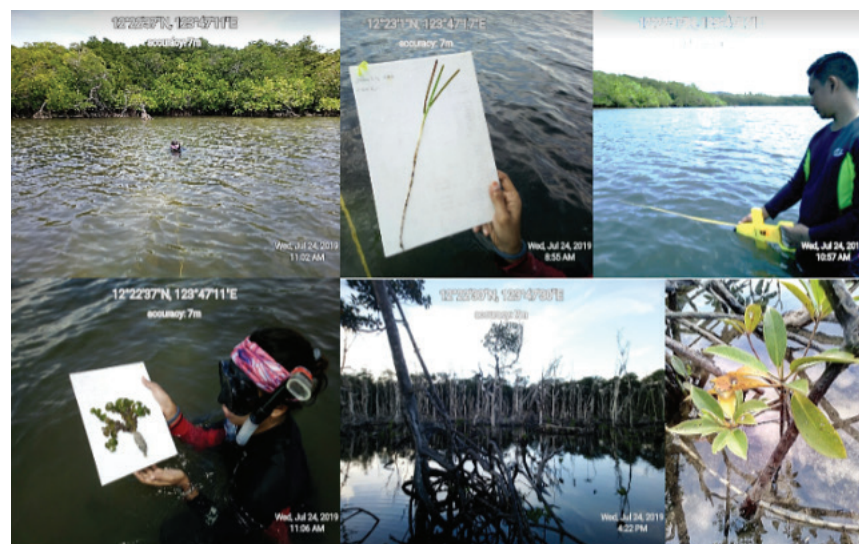 12°22'37"N, 123°47'11"E
accuracy: 7m
Wed, Jul 24, 2019
11:02 AM
12°23'1"N, 123°47'17"E
accuracy: 7m
Wed, Jul 24, 2019
8:55 AM
Wed, Jul 24, 2019
10:57 AM
12°22'37"N, 123°47'11"E
accuracy: 7m
Wed, Jul 24, 2019
11:06 AM
Wed, Jul 24, 2019
4:22 PM